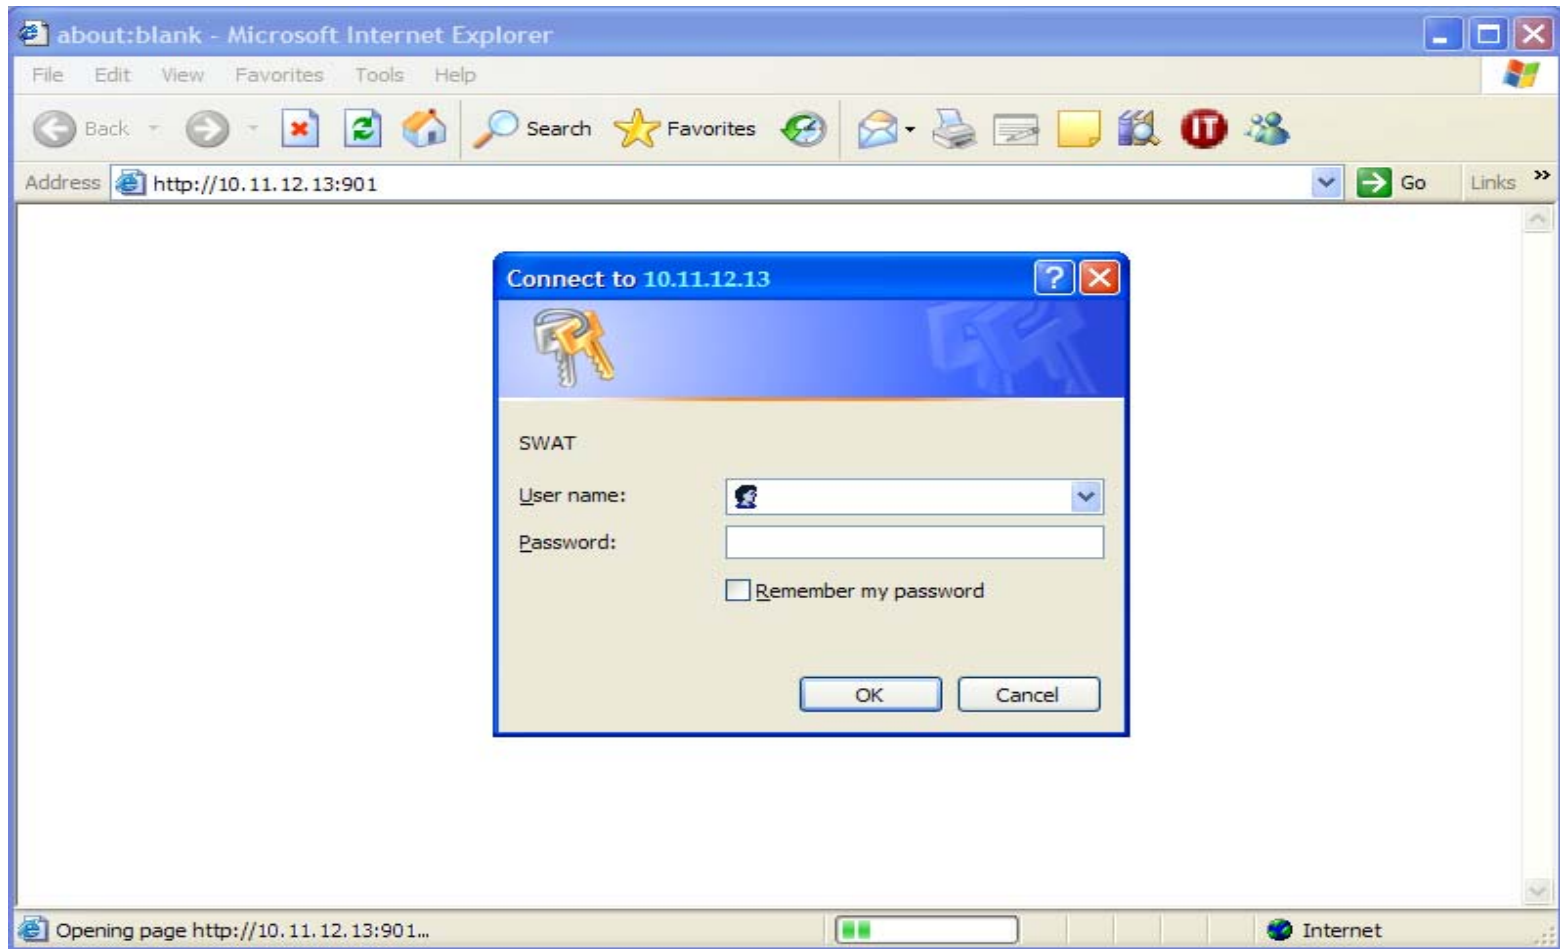 about:blank - Microsoft Internet Explorer
File Edit View Favorites Tools Help
Back Search Favorites IT
Address http://10.11.12.13:901 Go Links »
Connect to 10.11.12.13 ?
SWAT
User name:
Password:
Remember my password
OK Cancel
Opening page http://10.11.12.13:901... Internet